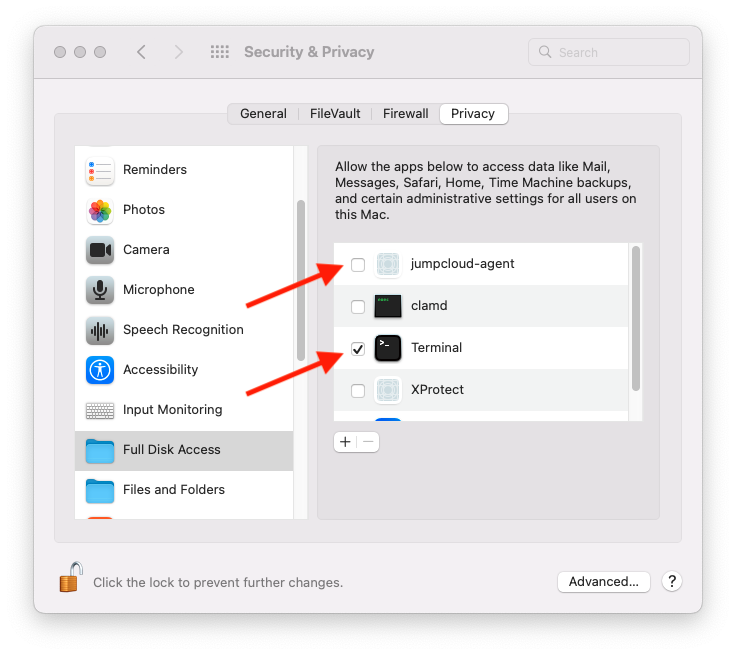 Security & Privacy
Search
General
FileVault
Firewall
Privacy
Reminders
Photos
Camera
Microphone
Speech Recognition
Accessibility
Input Monitoring
Full Disk Access
Files and Folders
Allow the apps below to access data like Mail,
Messages, Safari, Home, Time Machine backups,
and certain administrative settings for all users on
this Mac.
jumpcloud-agent
clamd
Terminal
XProtect
Click the lock to prevent further changes.
Advanced...
?